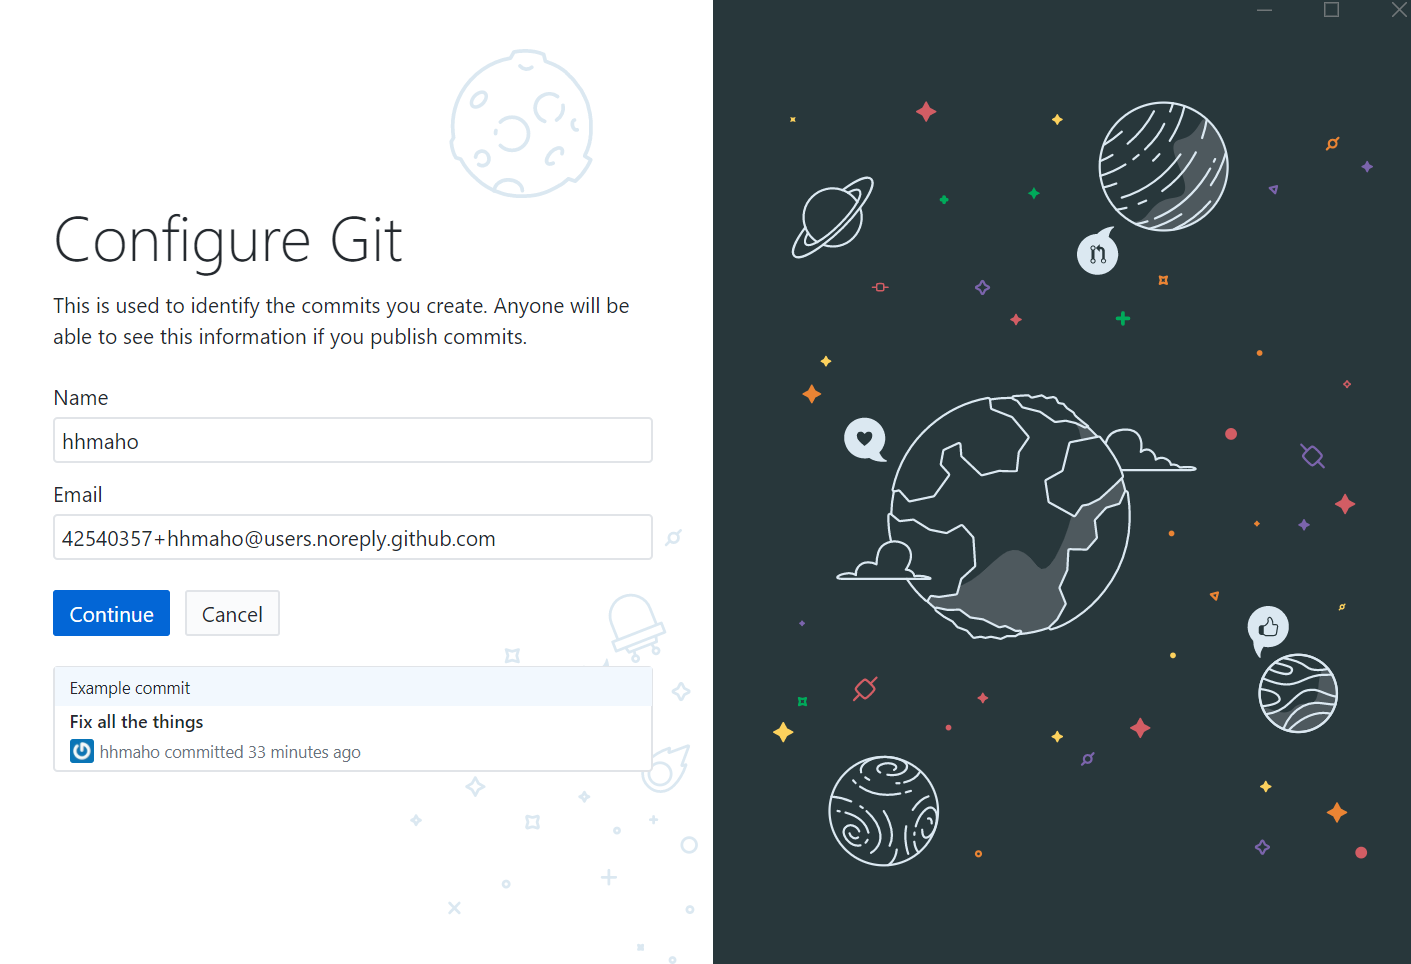 Configure Git
This is used to identify the commits you create. Anyone will be
able to see this information if you publish commits.
Name
hhmaho
Email
42540357+hhmaho@users.noreply.github.com
Continue Cancel
Example commit
Fix all the things
hhmaho committed 33 minutes ago